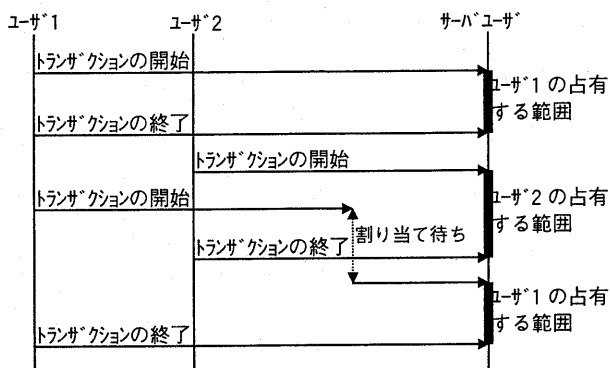 ﾕｰｻﾞ1
ﾕｰｻﾞ2
ｻｰﾊﾞﾕｰｻﾞ
ﾄﾗﾝｻﾞｸｼｮﾝの開始
ﾕｰｻﾞ1の占有
する範囲
ﾄﾗﾝｻﾞｸｼｮﾝの終了
ﾄﾗﾝｻﾞｸｼｮﾝの開始
ﾄﾗﾝｻﾞｸｼｮﾝの開始
ﾕｰｻﾞ2の占有
する範囲
割り当て待ち
ﾄﾗﾝｻﾞｸｼｮﾝの終了
ﾕｰｻﾞ1の占有
する範囲
ﾄﾗﾝｻﾞｸｼｮﾝの終了